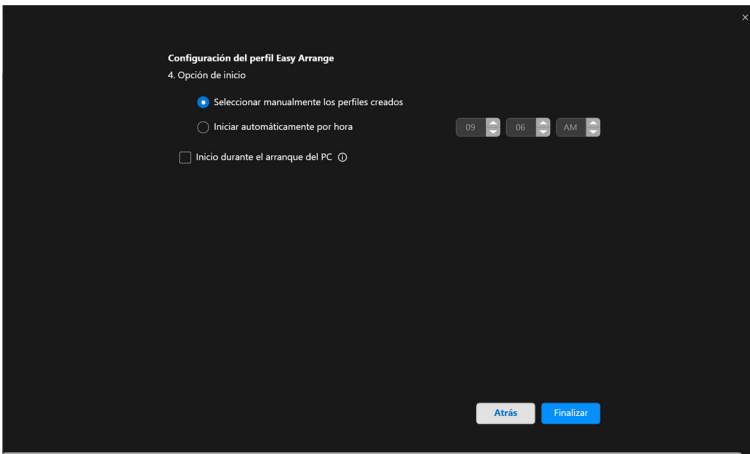 Configuración del perfil Easy Arrange
4. Opción de inicio
Seleccionar manualmente los perfiles creados
Iniciar automáticamente por hora 09 06 AM
Inicio durante el arranque del PC
Atrás Finalizar